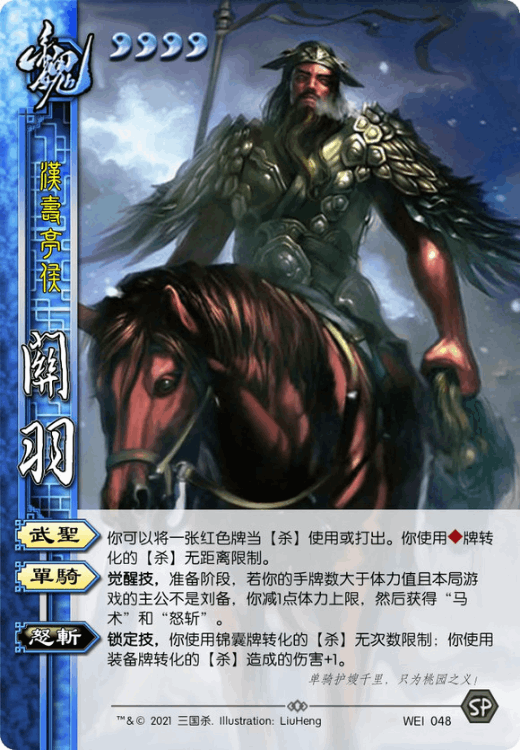 魏
漢壽亭侯
關羽
武聖
你可以将一张红色牌当【杀】使用或打出。你使用♦牌转
化的【杀】无距离限制。
單騎
觉醒技，准备阶段，若你的手牌数大于体力值且本局游
戏的主公不是刘备，你减1点体力上限，然后获得“马
术”和“怒斩”。
怒斬
锁定技，你使用锦囊牌转化的【杀】无次数限制；你使用
装备牌转化的【杀】造成的伤害+1。
单骑护嫂千里，只为桃园之义！
™&© 2021 三国杀. Illustration: LiuHeng
WEI 048
SP